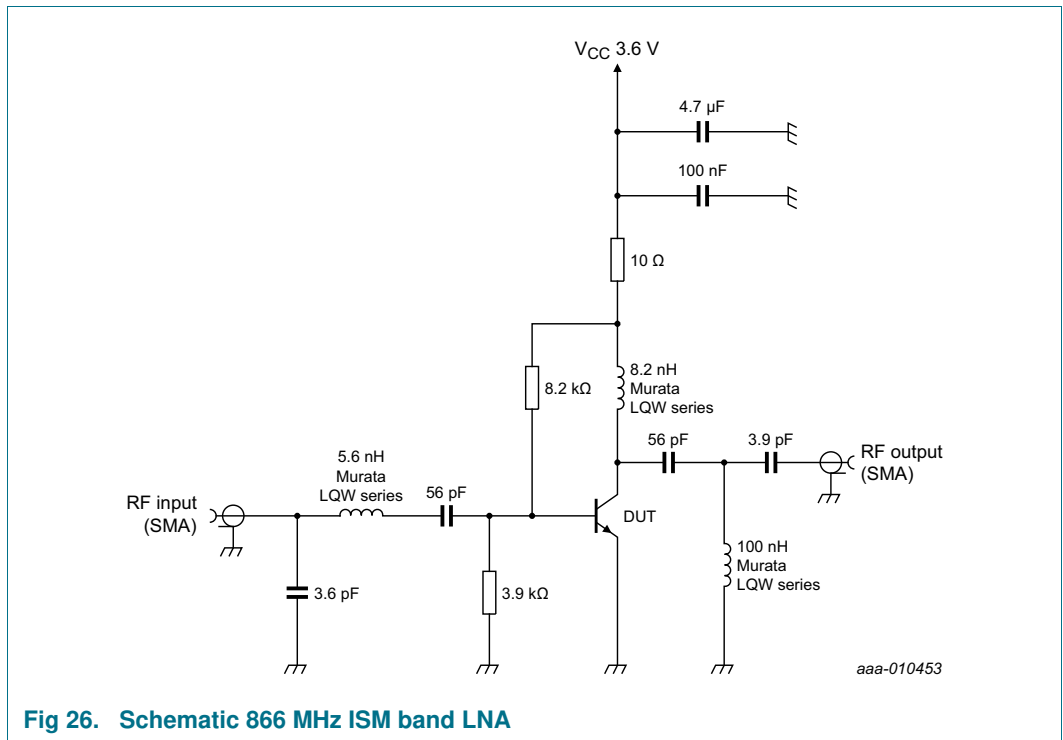 V_CC 3.6 V
4.7 µF
100 nF
10 Ω
8.2 kΩ
8.2 nH
Murata
LQW series
56 pF
3.9 pF
RF output
(SMA)
5.6 nH
Murata
LQW series
56 pF
RF input
(SMA)
DUT
100 nH
Murata
LQW series
3.6 pF
3.9 kΩ
aaa-010453
Fig 26. Schematic 866 MHz ISM band LNA